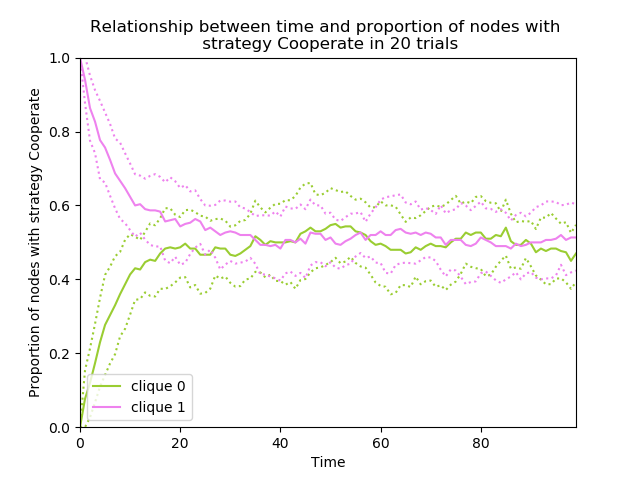 Relationship between time and proportion of nodes with
strategy Cooperate in 20 trials
Proportion of nodes with strategy Cooperate
1.0
0.8
0.6
0.4
0.2
0.0
clique 0
clique 1
0 20 40 60 80
Time